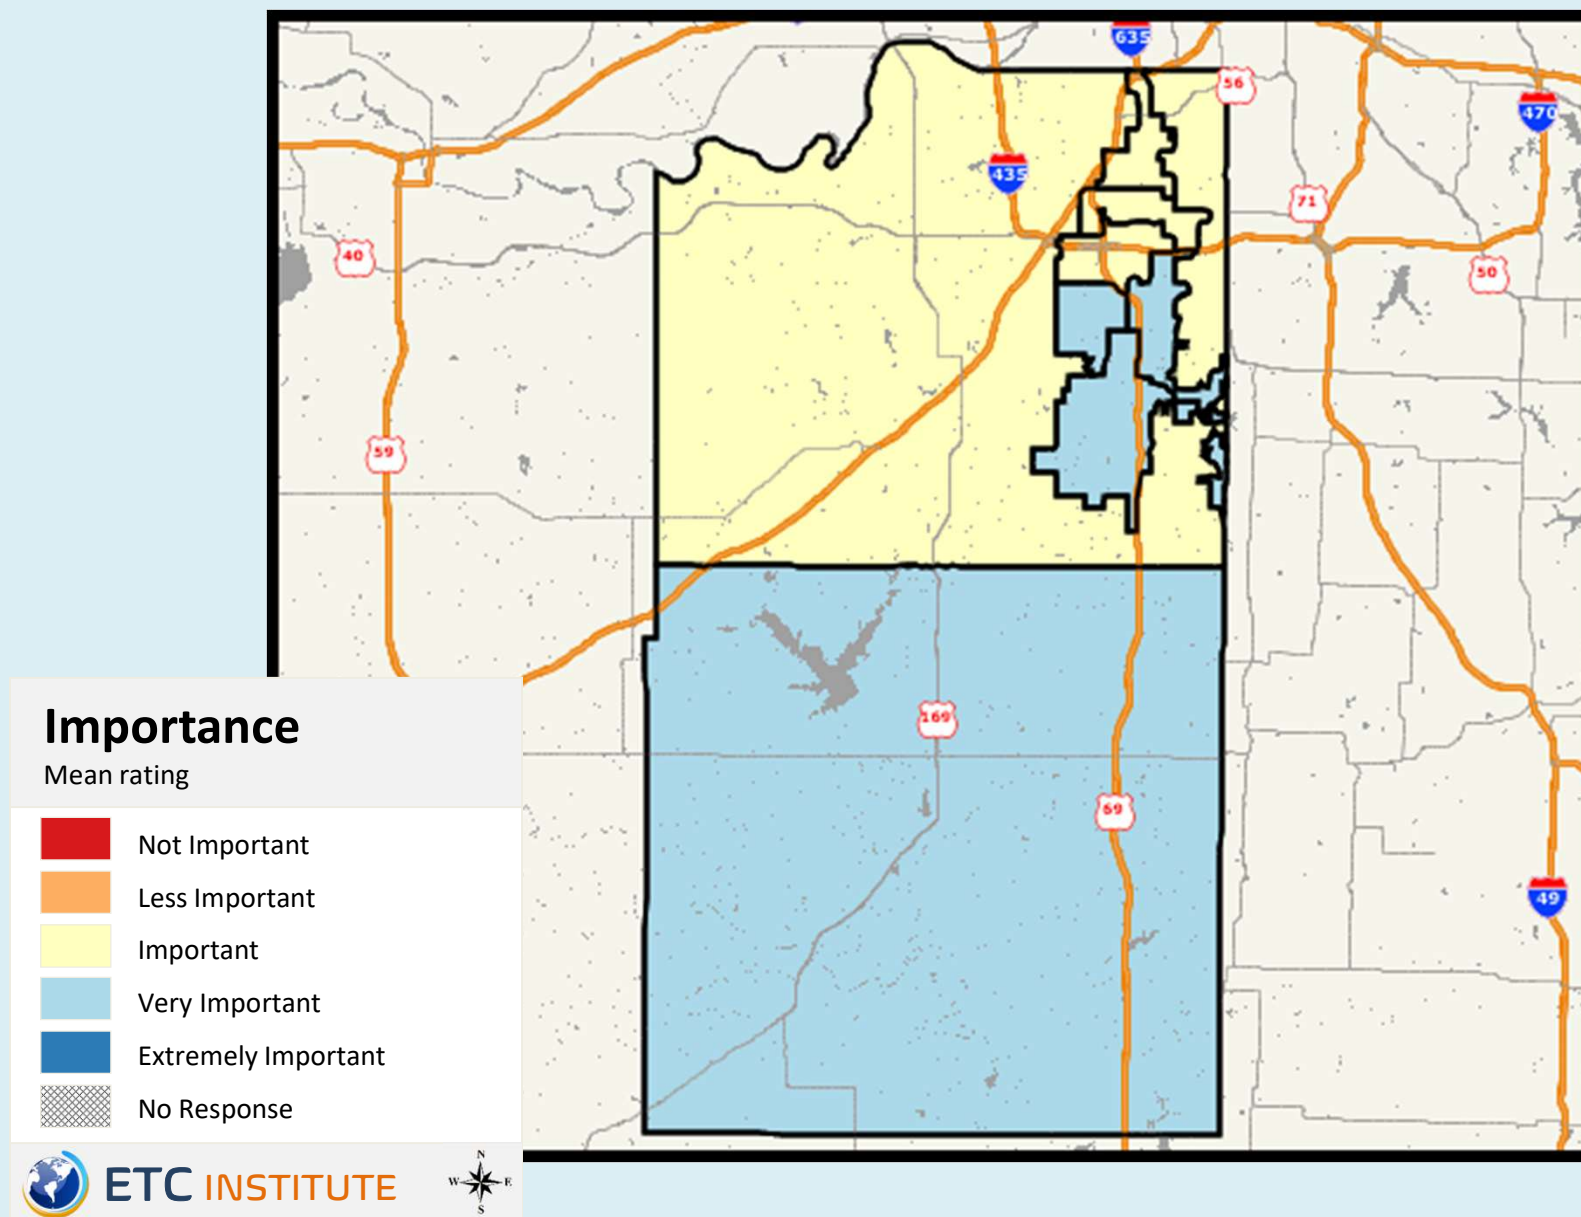 635
56
470
435
71
40
50
59
169
69
49
Importance
Mean rating
Not Important
Less Important
Important
Very Important
Extremely Important
No Response
ETC INSTITUTE
N
W E
S